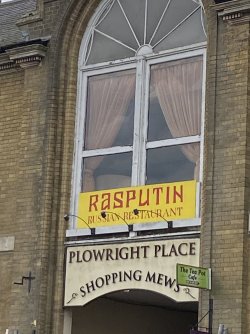 RASPUTIN
RUSSIAN RESTAURANT
PLOWRIGHT PLACE
SHOPPING MEWS
The Tea Pot
Cafe